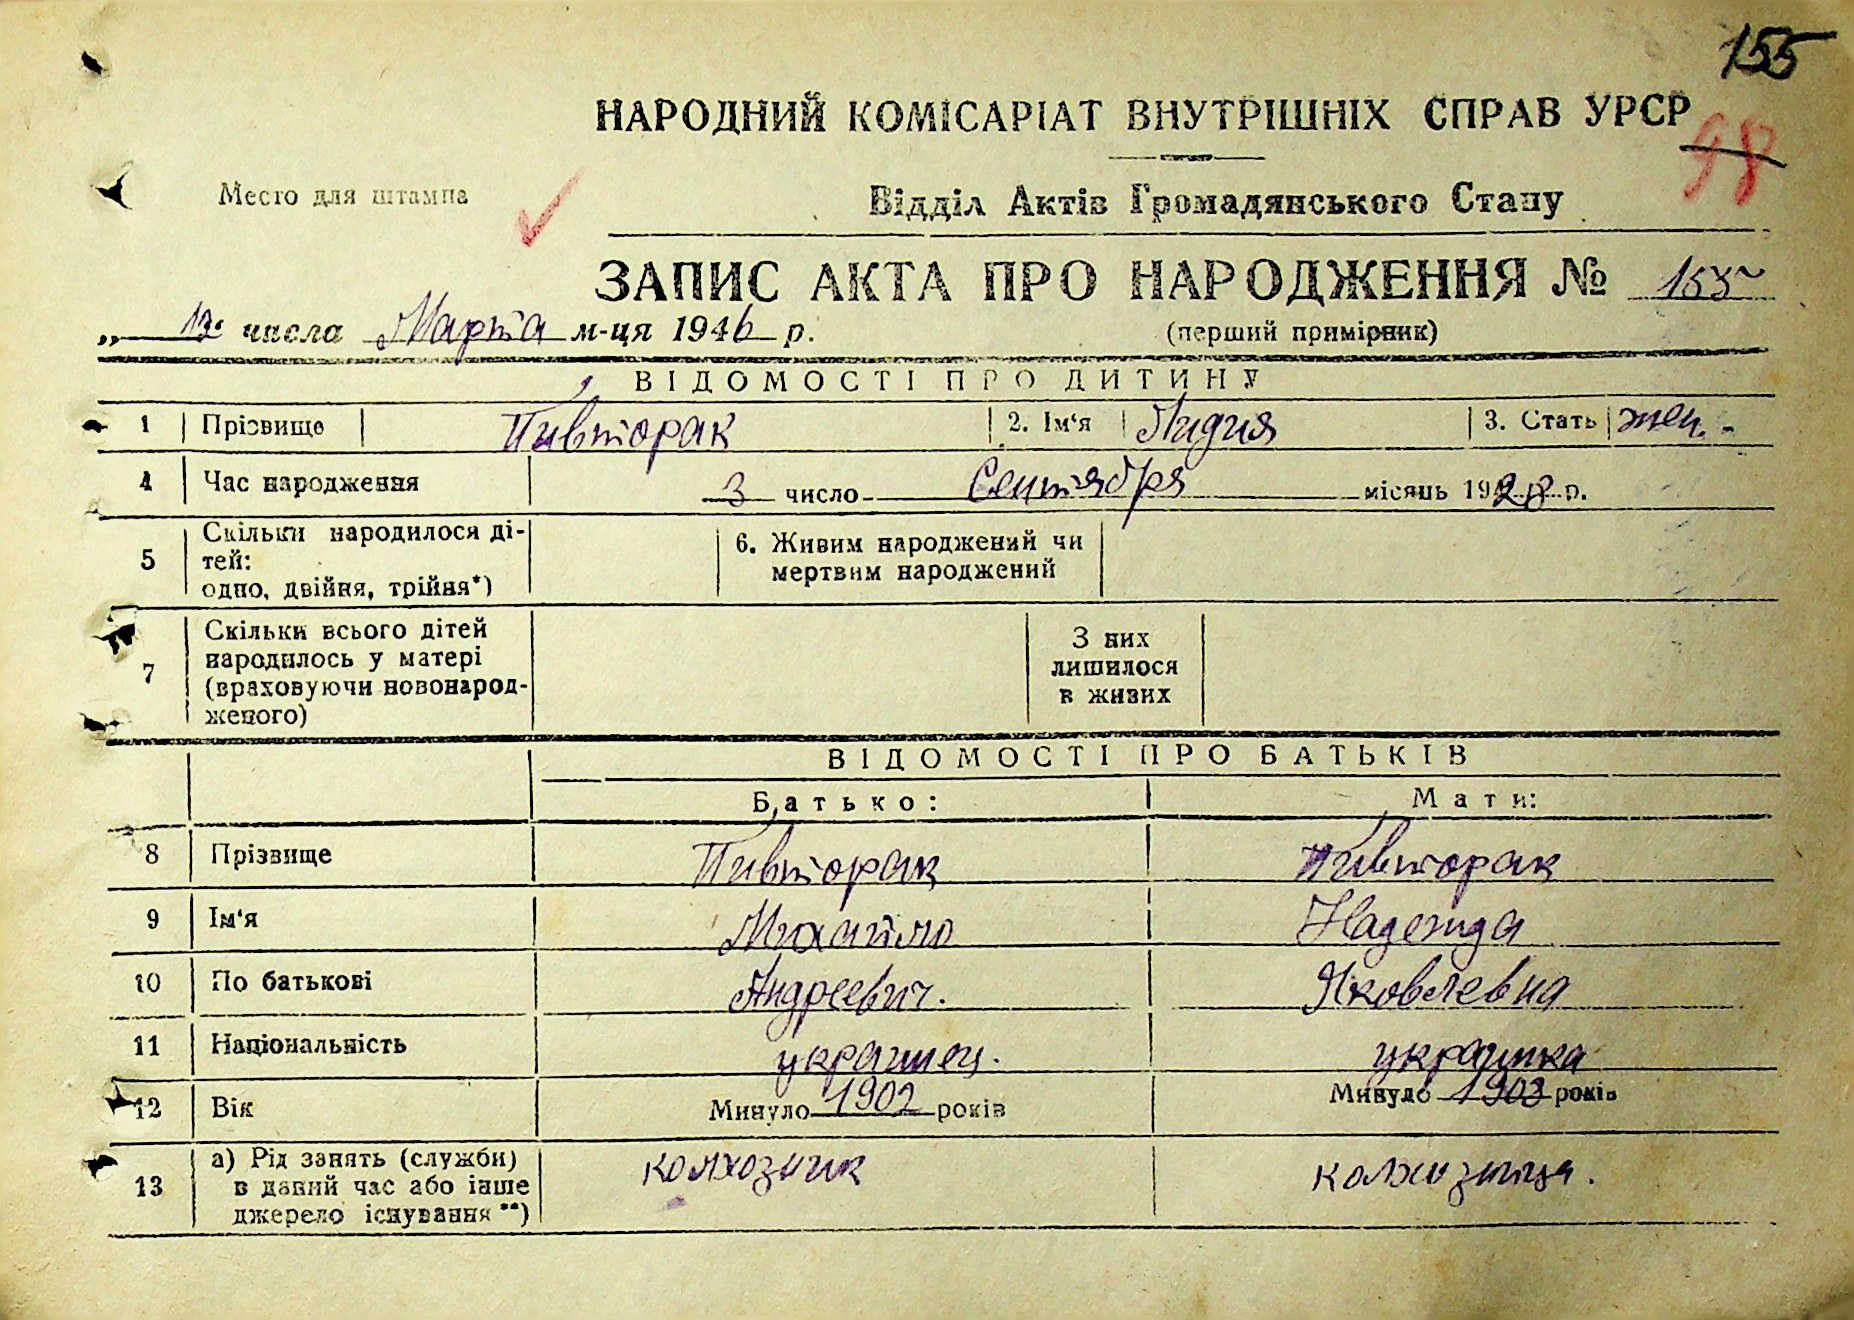 155
НАРОДНИЙ КОМІСАРІАТ ВНУТРІШНІХ СПРАВ УРСР
98
Место для штампа
Відділ Актів Громадянського Стану
ЗАПИС АКТА ПРО НАРОДЖЕННЯ № 155
„ 13 числа Марта м-ця 1946 р.
(перший примірник)
ВІДОМОСТІ ПРО ДИТИНУ
1 Прізвище Пивторак 2. Ім'я Лидия 3. Стать жен.
4 Час народження 3 число Сентября місяць 1928 р.
5 Скільки народилося ді-
тей:
одно, двійня, трійня*)
6. Живим народжений чи
мертвим народжений
7 Скільки всього дітей
народилось у матері
(враховуючи новонарод-
женого)
З них
лишилося
в живих
ВІДОМОСТІ ПРО БАТЬКІВ
Батько: Мати:
8 Прізвище Пивторак Пивторак
9 Ім'я Михайло Надежда
10 По батькові Андреевич. Яковлевна
11 Національність украинец. украинка
12 Вік Минуло 1902 років Минуло 1903 років
13 а) Рід занять (служби)
в даний час або інше
джерело існування **)
колхозник колхозница.